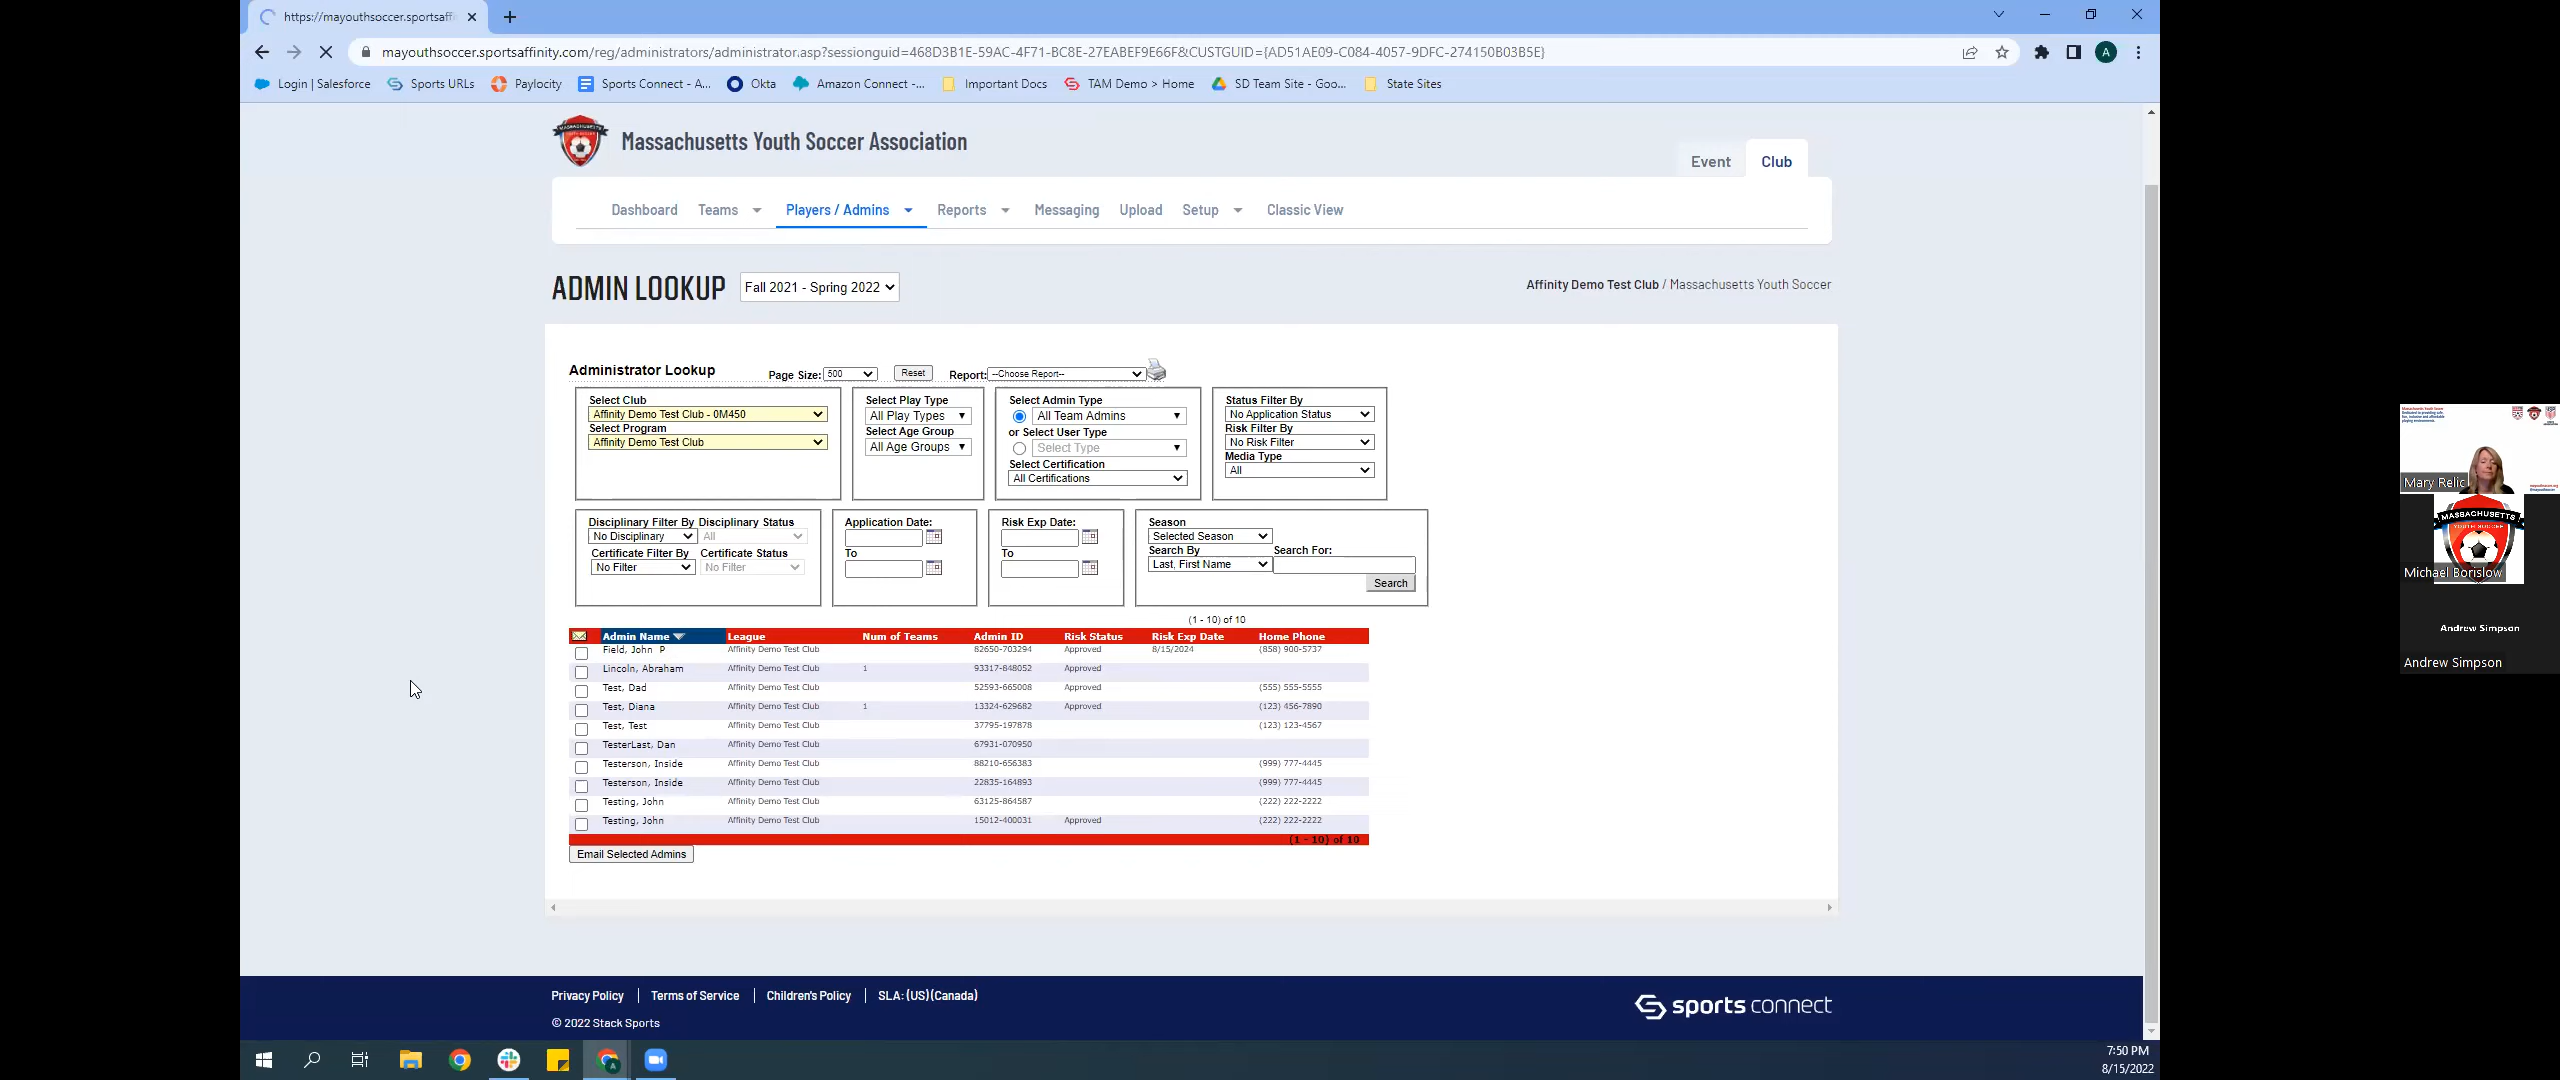 https://mayouthsoccer.sportsaffi
mayouthsoccer.sportsaffinity.com/reg/administrators/administrator.asp?sessionguid=468D3B1E-59AC-4F71-BC8E-27EABEF9E66F&CUSTGUID={AD51AE09-C084-4057-9DFC-274150B03B5E}
A
Login | Salesforce Sports URLs Paylocity Sports Connect - A... Okta Amazon Connect -... Important Docs TAM Demo > Home SD Team Site - Goo... State Sites
Massachusetts Youth Soccer Association
Event Club
Dashboard Teams Players / Admins Reports Messaging Upload Setup Classic View
ADMIN LOOKUP Fall 2021 - Spring 2022
Affinity Demo Test Club / Massachusetts Youth Soccer
Administrator Lookup Page Size: 500 Reset Report: --Choose Report--
Select Club
Affinity Demo Test Club - 0M450
Select Program
Affinity Demo Test Club
Select Play Type
All Play Types
Select Age Group
All Age Groups
Select Admin Type
All Team Admins
or Select User Type
Select Type
Select Certification
All Certifications
Status Filter By
No Application Status
Risk Filter By
No Risk Filter
Media Type
All
Disciplinary Filter By Disciplinary Status
No Disciplinary All
Certificate Filter By Certificate Status
No Filter No Filter
Application Date:
To
Risk Exp Date:
To
Season
Selected Season
Search By Search For:
Last, First Name
Search
(1 - 10) of 10
Admin Name League Num of Teams Admin ID Risk Status Risk Exp Date Home Phone
Field, John P Affinity Demo Test Club 82650-703294 Approved 8/15/2024 (858) 900-5737
Lincoln, Abraham Affinity Demo Test Club 1 93317-848052 Approved
Test, Dad Affinity Demo Test Club 52593-665008 Approved (555) 555-5555
Test, Diana Affinity Demo Test Club 1 13324-629682 Approved (123) 456-7890
Test, Test Affinity Demo Test Club 37795-197878 (123) 123-4567
TesterLast, Dan Affinity Demo Test Club 67931-070950
Testerson, Inside Affinity Demo Test Club 88210-656383 (999) 777-4445
Testerson, Inside Affinity Demo Test Club 22835-164893 (999) 777-4445
Testing, John Affinity Demo Test Club 63125-864587 (222) 222-2222
Testing, John Affinity Demo Test Club 15012-400031 Approved (222) 222-2222
(1 - 10) of 10
Email Selected Admins
Privacy Policy | Terms of Service | Children's Policy | SLA: (US) (Canada)
© 2022 Stack Sports
sports connect
7:50 PM
8/15/2022
Mary Relic
MASSACHUSETTS
YOUTH SOCCER
Michael Borislow
Andrew Simpson
Andrew Simpson